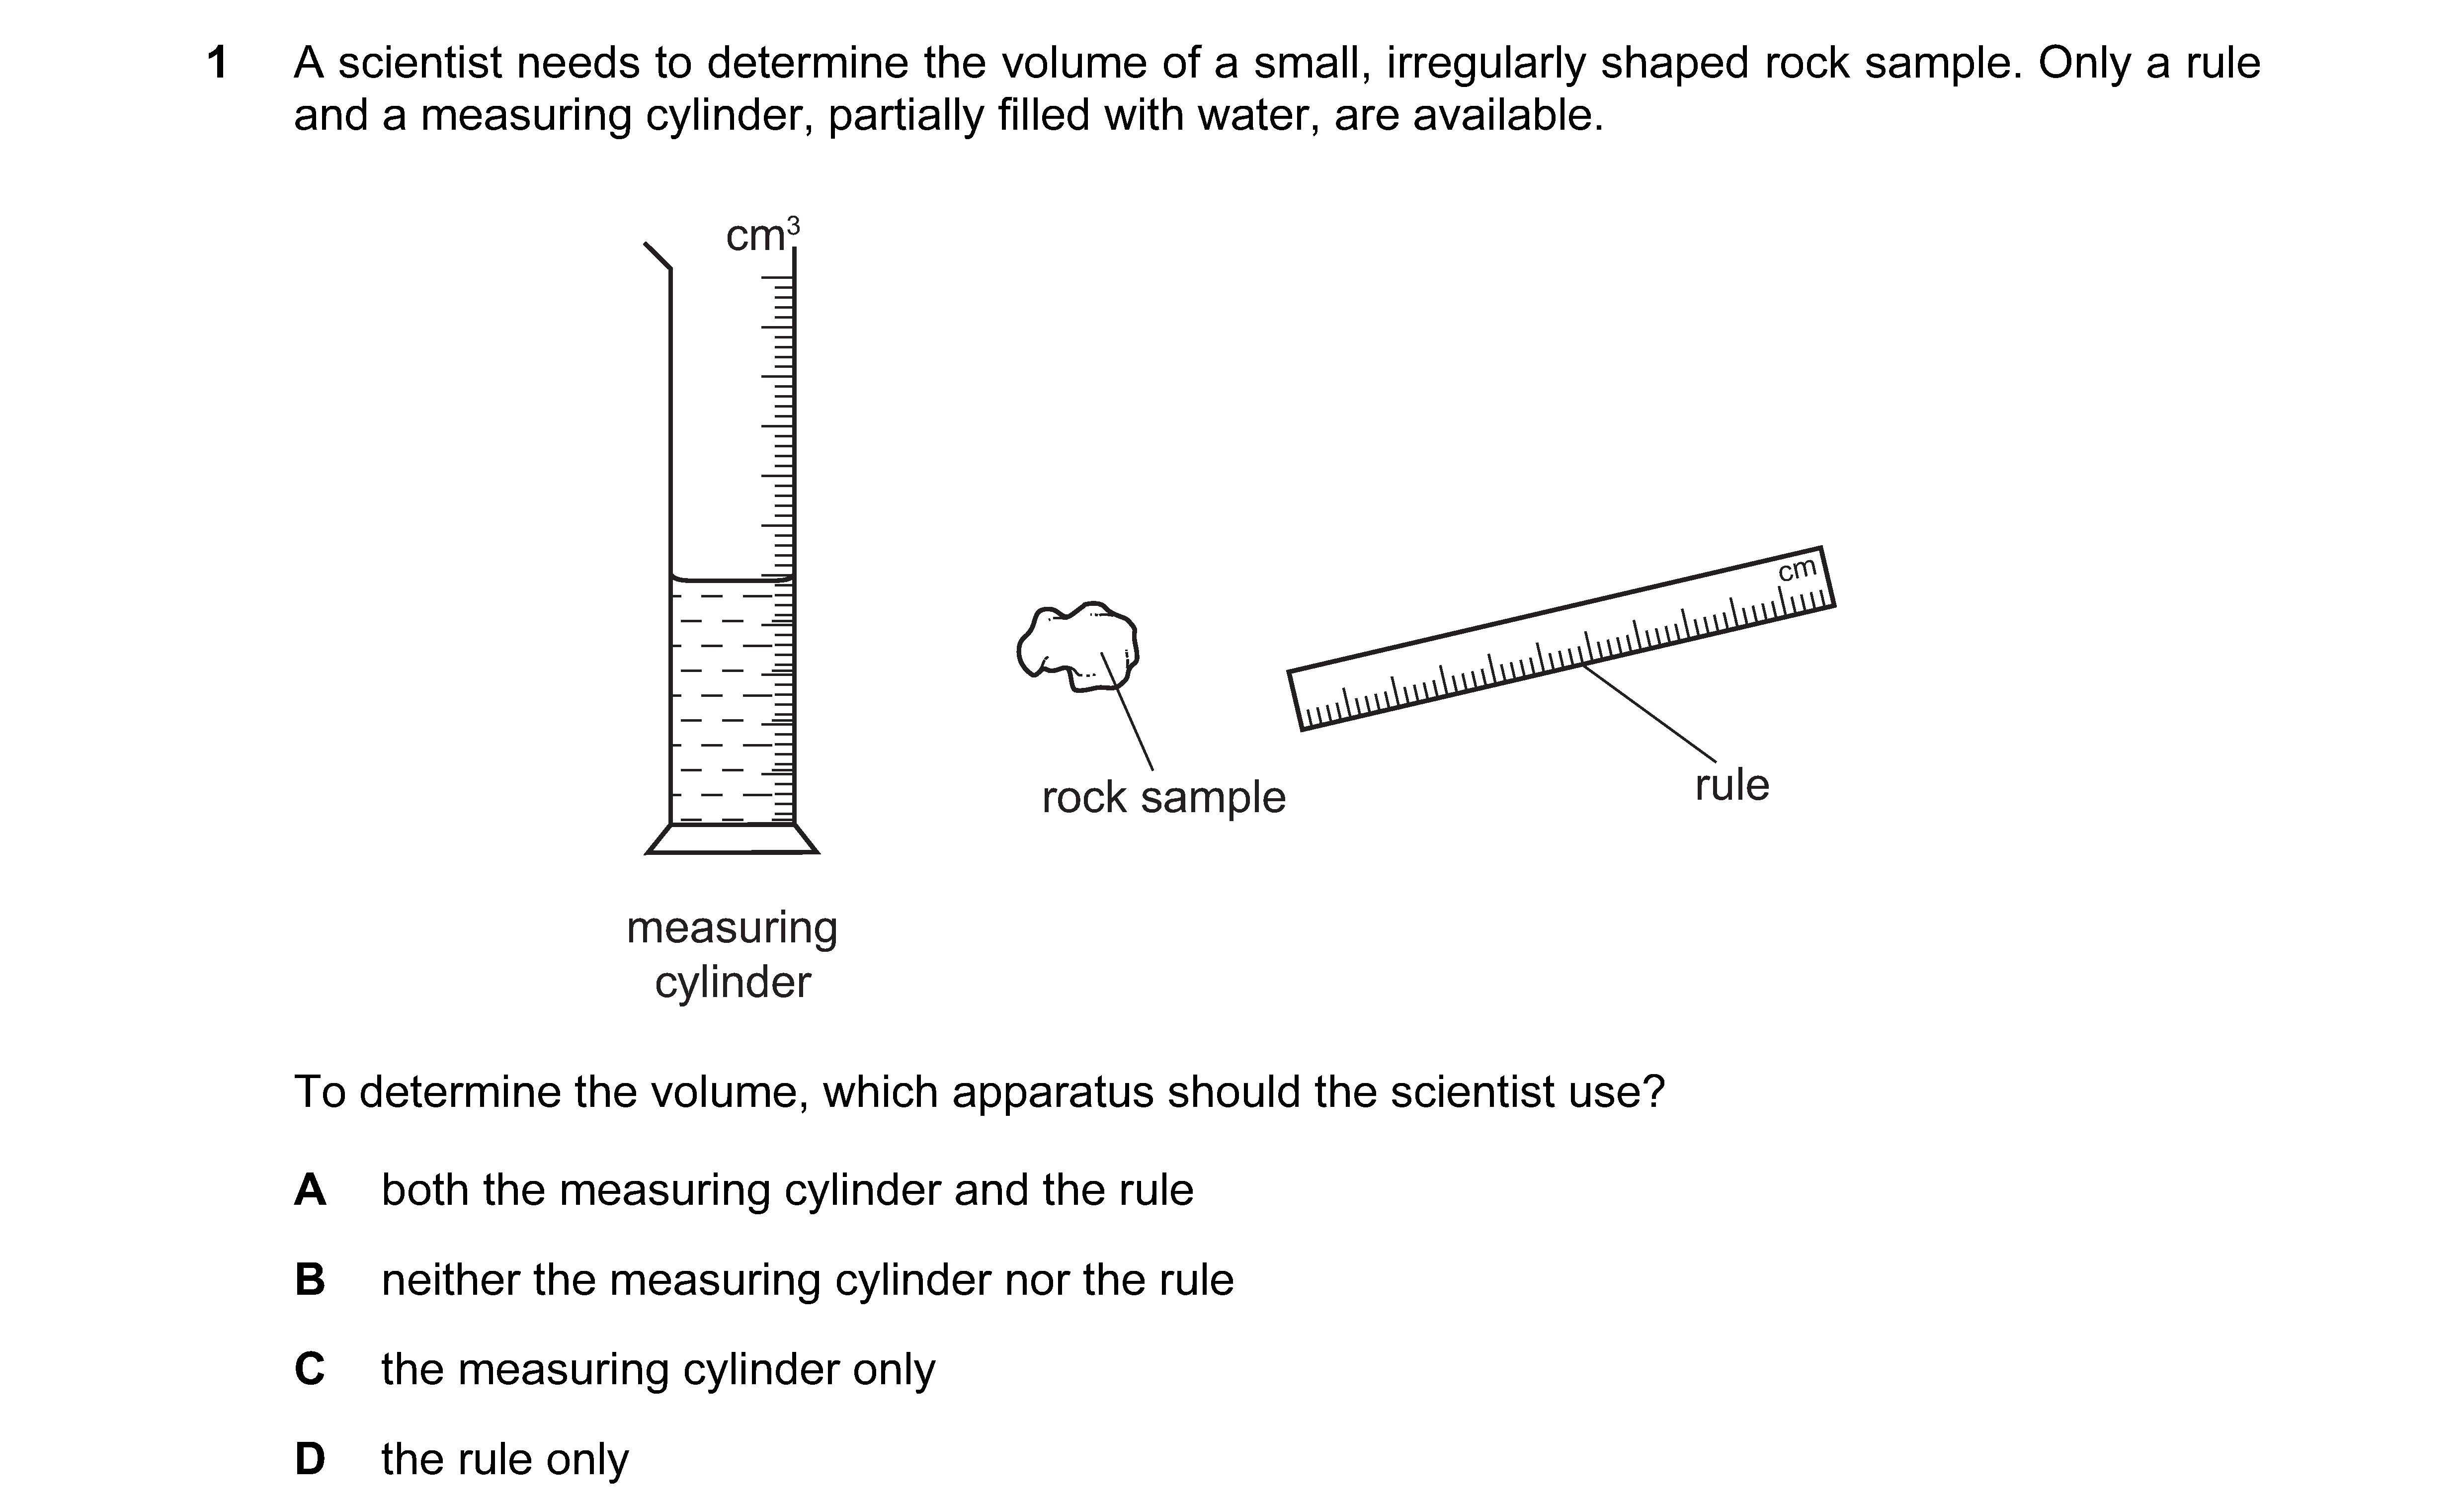 1 A scientist needs to determine the volume of a small, irregularly shaped rock sample. Only a rule
and a measuring cylinder, partially filled with water, are available.
cm³
cm
rock sample
rule
measuring
cylinder
To determine the volume, which apparatus should the scientist use?
A both the measuring cylinder and the rule
B neither the measuring cylinder nor the rule
C the measuring cylinder only
D the rule only